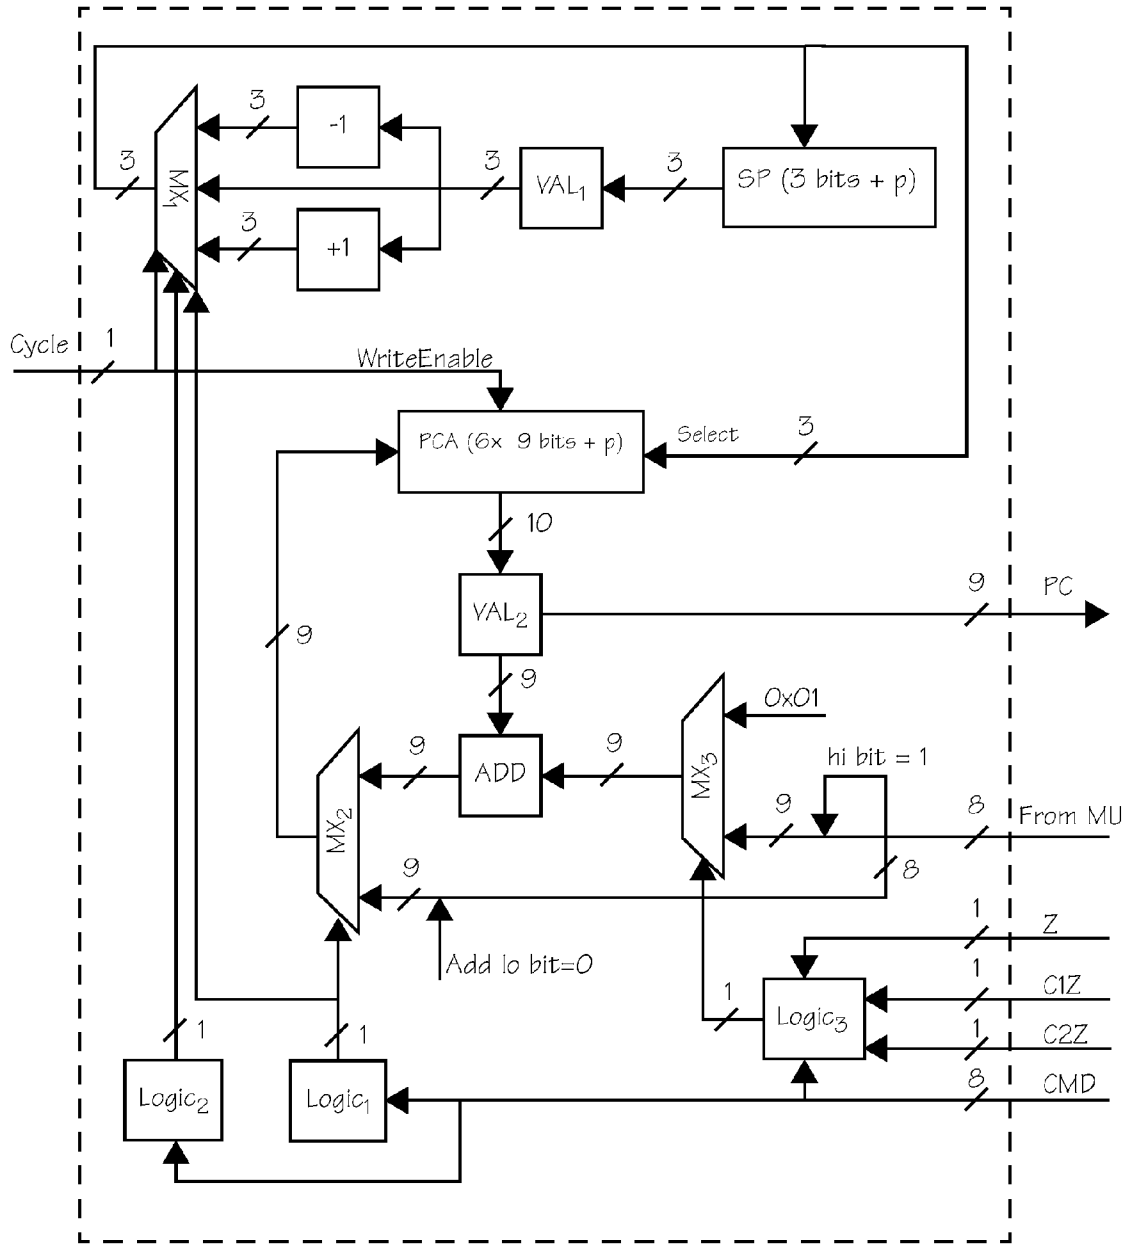 3
-1
3
MX1
3
VAL1
3
SP (3 bits + p)
3
+1
Cycle
1
WriteEnable
PCA (6x 9 bits + p)
Select
3
10
9
VAL2
9
PC
9
0x01
9
ADD
9
MX3
hi bit = 1
MX2
9
8
From MU
9
8
Add lo bit=0
1
Z
1
C1Z
1
Logic3
1
C2Z
1
Logic2
1
Logic1
8
CMD